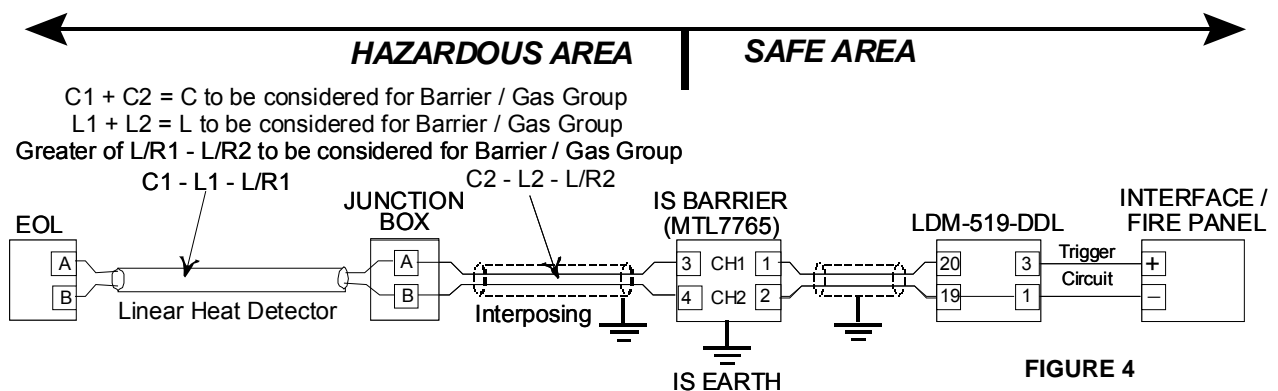 HAZARDOUS AREA
SAFE AREA
C1 + C2 = C to be considered for Barrier / Gas Group
L1 + L2 = L to be considered for Barrier / Gas Group
Greater of L/R1 - L/R2 to be considered for Barrier / Gas Group
C1 - L1 - L/R1
C2 - L2 - L/R2
EOL
A
B
Linear Heat Detector
JUNCTION
BOX
A
B
Interposing
IS BARRIER
(MTL7765)
3 CH1 1
4 CH2 2
IS EARTH
LDM-519-DDL
20 3
19 1
Trigger
Circuit
INTERFACE /
FIRE PANEL
+
–
FIGURE 4